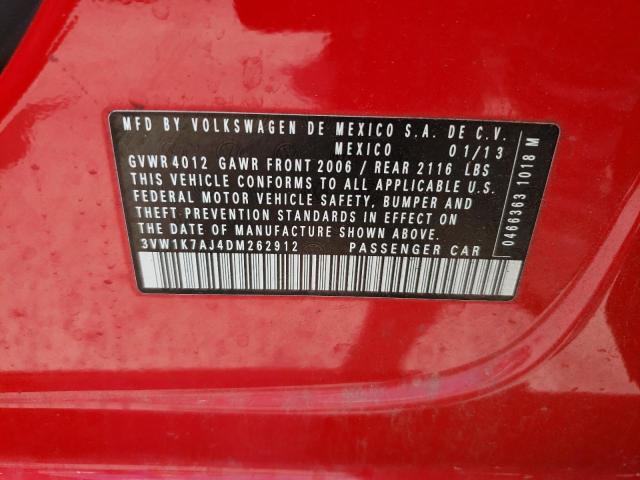 MFD BY VOLKSWAGEN DE MEXICO S.A. DE C.V.
MEXICO 01/13
GVWR 4012 GAWR FRONT 2006 / REAR 2116 LBS
THIS VEHICLE CONFORMS TO ALL APPLICABLE U.S.
FEDERAL MOTOR VEHICLE SAFETY, BUMPER AND
THEFT PREVENTION STANDARDS IN EFFECT ON
THE DATE OF MANUFACTURE SHOWN ABOVE.
3VW1K7AJ4DM262912 PASSENGER CAR
0466363 1018 M